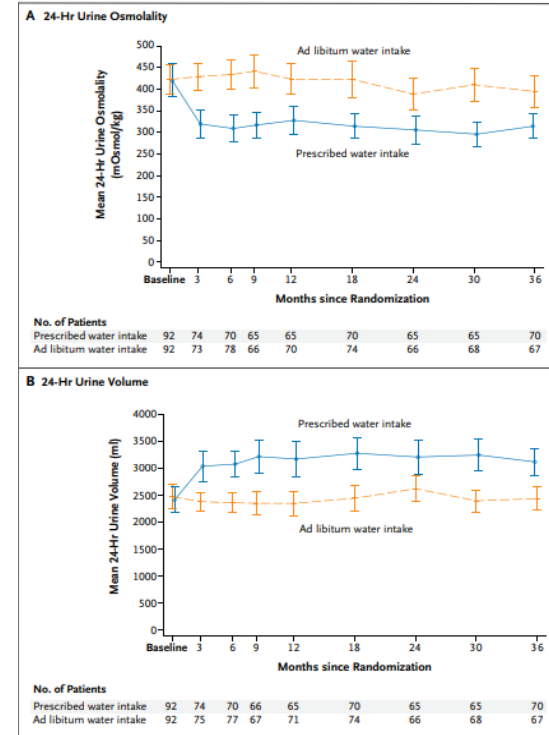 A 24-Hr Urine Osmolality
Mean 24-Hr Urine Osmolality
(mOsmol/kg)
500
450
400
350
300
250
200
150
100
50
0
Ad libitum water intake
Prescribed water intake
Baseline 3 6 9 12 18 24 30 36
Months since Randomization
No. of Patients
Prescribed water intake 92 74 70 65 65 70 65 65 70
Ad libitum water intake 92 73 78 66 70 74 66 68 67
B 24-Hr Urine Volume
Mean 24-Hr Urine Volume (ml)
4000
3500
3000
2500
2000
1500
1000
500
0
Prescribed water intake
Ad libitum water intake
Baseline 3 6 9 12 18 24 30 36
Months since Randomization
No. of Patients
Prescribed water intake 92 74 70 66 65 70 65 65 70
Ad libitum water intake 92 75 77 67 71 74 66 68 67